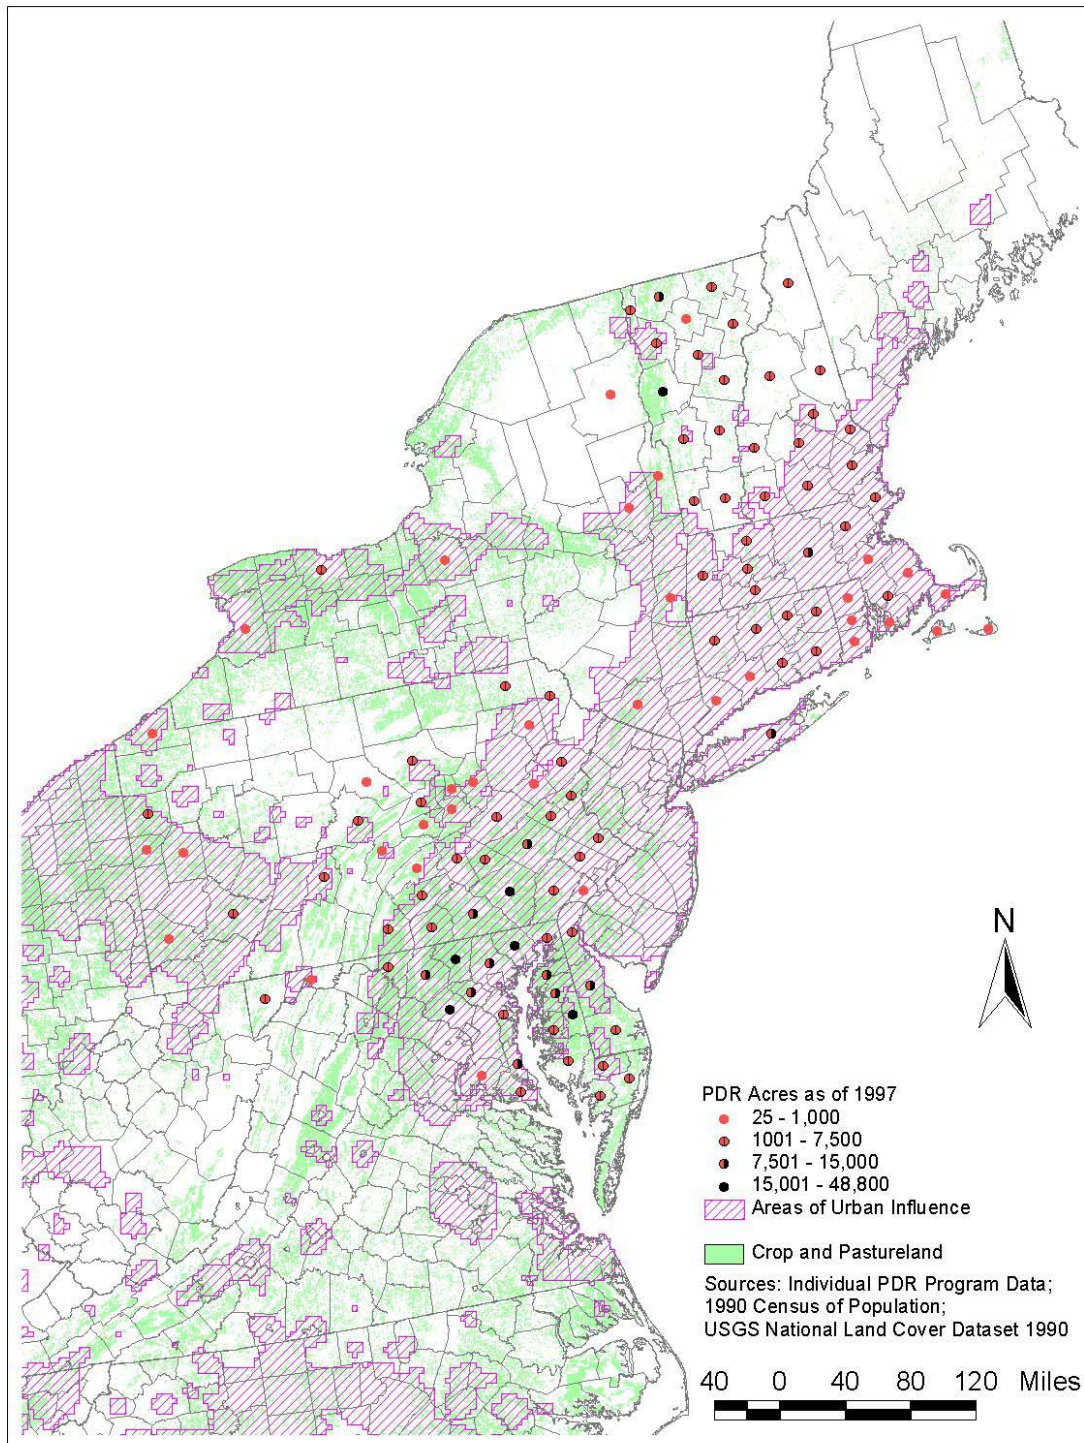 N
PDR Acres as of 1997
25 - 1,000
1001 - 7,500
7,501 - 15,000
15,001 - 48,800
Areas of Urban Influence
Crop and Pastureland
Sources: Individual PDR Program Data;
1990 Census of Population;
USGS National Land Cover Dataset 1990
40 0 40 80 120 Miles